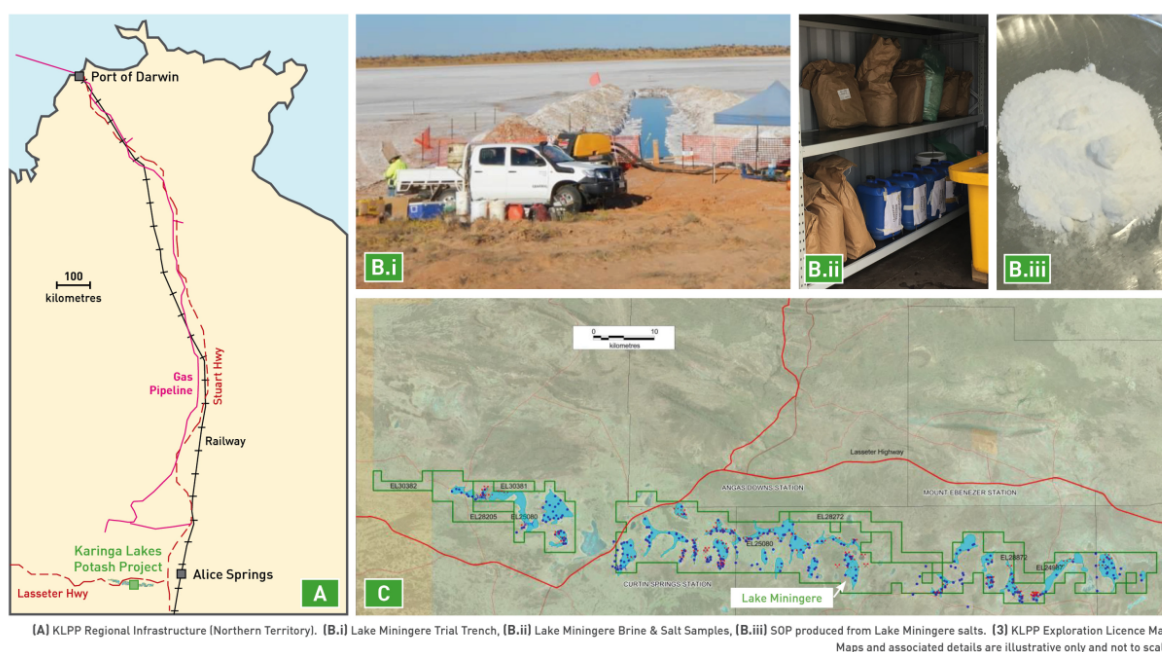 Port of Darwin
100
kilometres
Gas
Pipeline
Stuart Hwy
Railway
Karinga Lakes
Potash Project
Alice Springs
Lasseter Hwy
A
B.i
B.ii
B.iii
0 10
kilometres
Lasseter Highway
EL30382
EL30381
ANGAS DOWNS STATION
MOUNT EBENEZER STATION
EL28205
EL25080
EL28272
EL25080
EL28872
EL24987
CURTIN SPRINGS STATION
Lake Miningere
C
(A) KLPP Regional Infrastructure (Northern Territory). (B.i) Lake Miningere Trial Trench, (B.ii) Lake Miningere Brine & Salt Samples, (B.iii) SOP produced from Lake Miningere salts. (3) KLPP Exploration Licence Ma
Maps and associated details are illustrative only and not to scal